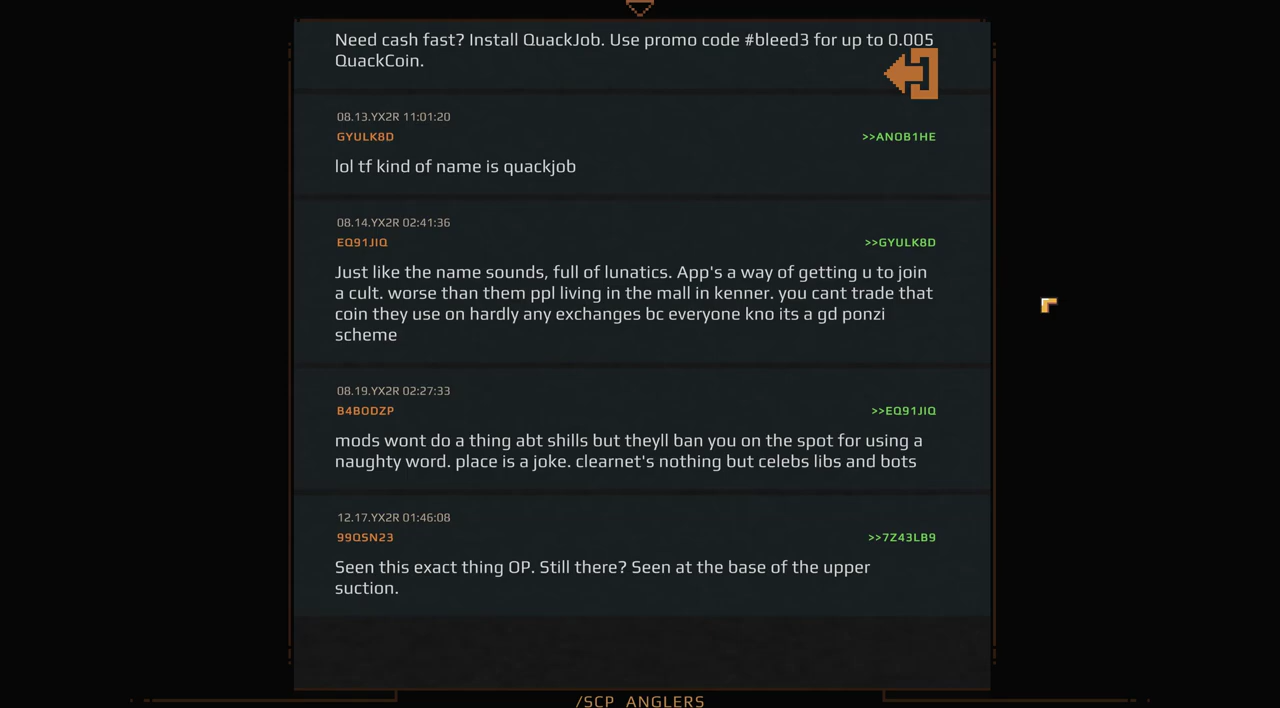 Need cash fast? Install QuackJob. Use promo code #bleed3 for up to 0.005
QuackCoin.
08.13.YX2R 11:01:20
GYULK8D >>ANOB1HE
lol tf kind of name is quackjob
08.14.YX2R 02:41:36
EQ91JIQ >>GYULK8D
Just like the name sounds, full of lunatics. App's a way of getting u to join
a cult. worse than them ppl living in the mall in kenner. you cant trade that
coin they use on hardly any exchanges bc everyone kno its a gd ponzi
scheme
08.19.YX2R 02:27:33
B4BODZP >>EQ91JIQ
mods wont do a thing abt shills but theyll ban you on the spot for using a
naughty word. place is a joke. clearnet's nothing but celebs libs and bots
12.17.YX2R 01:46:08
99QSN23 >>7Z43LB9
Seen this exact thing OP. Still there? Seen at the base of the upper
suction.
/SCP_ANGLERS